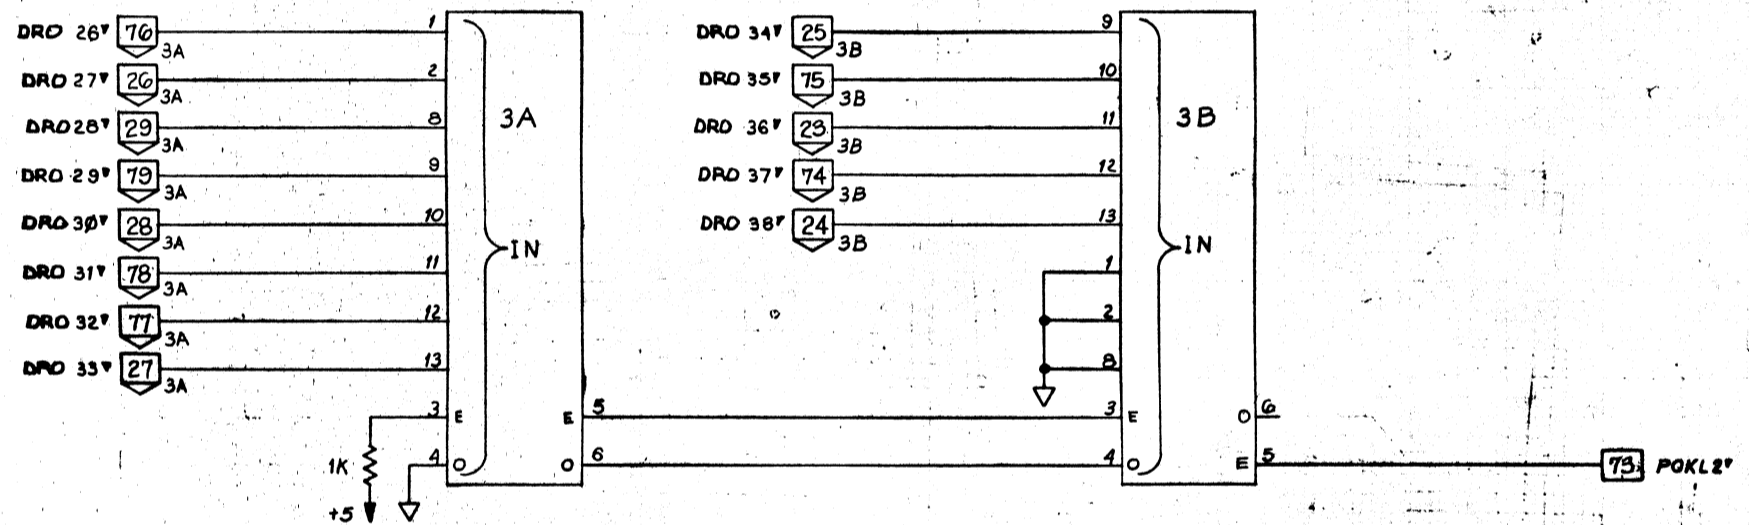 DRO 26▼ 76 3A 1
DRO 27▼ 26 3A 2
DRO 28▼ 29 3A 8
DRO 29▼ 79 3A 9
DRO 30▼ 28 3A 10
DRO 31▼ 78 3A 11
DRO 32▼ 77 3A 12
DRO 33▼ 27 3A 13
3A
IN
3 E
4 O
1K
+5
E 5
O 6
DRO 34▼ 25 3B 9
DRO 35▼ 75 3B 10
DRO 36▼ 23 3B 11
DRO 37▼ 74 3B 12
DRO 38▼ 24 3B 13
1
2
8
3B
IN
3 E
4 O
O 6
E 5
73 POKL2▼